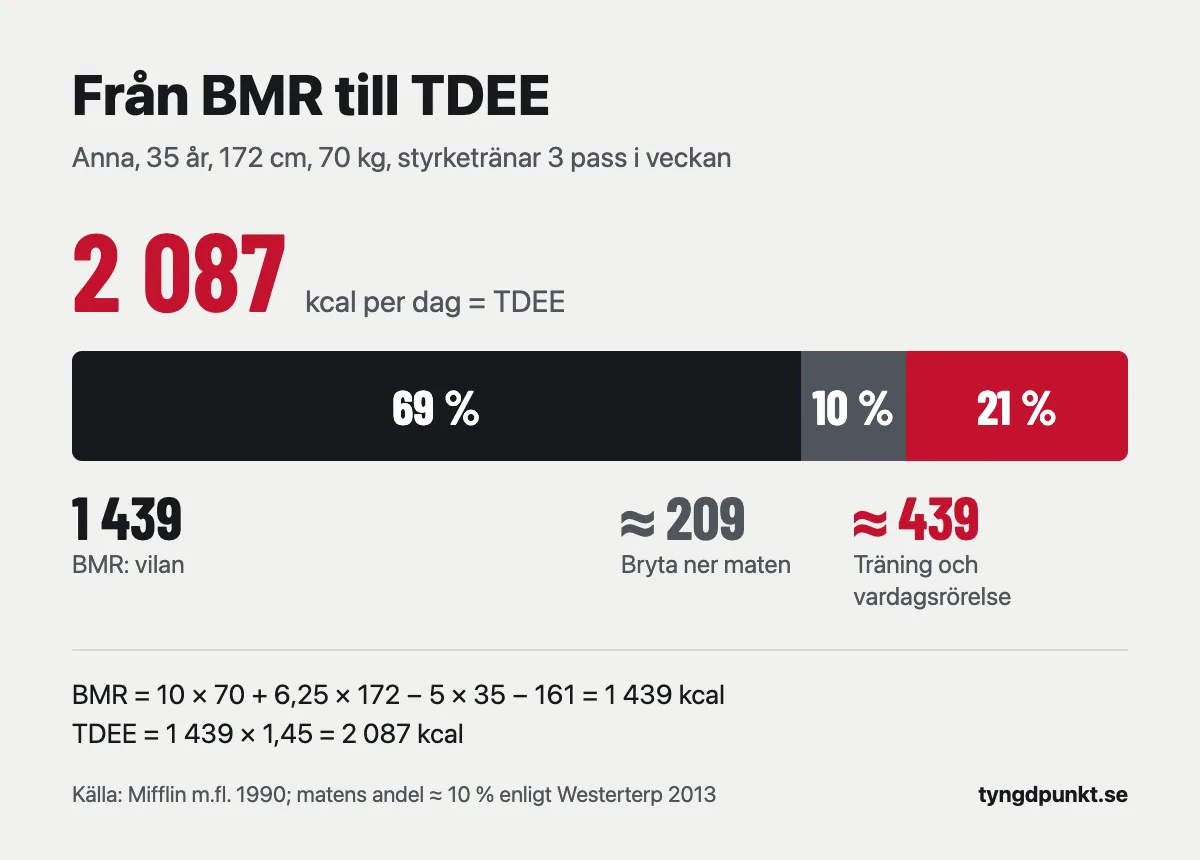 Från BMR till TDEE
Anna, 35 år, 172 cm, 70 kg, styrketränar 3 pass i veckan
2 087 kcal per dag = TDEE
69 % 10 % 21 %
1 439 ≈ 209 ≈ 439
BMR: vilan Bryta ner maten Träning och
vardagsrörelse
BMR = 10 × 70 + 6,25 × 172 − 5 × 35 − 161 = 1 439 kcal
TDEE = 1 439 × 1,45 = 2 087 kcal
Källa: Mifflin m.fl. 1990; matens andel ≈ 10 % enligt Westerterp 2013 tyngdpunkt.se